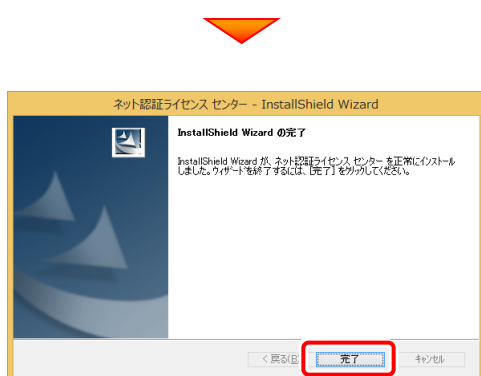 ネット認証ライセンス センター - InstallShield Wizard
InstallShield Wizard の完了
InstallShield Wizard が、ネット認証ライセンス センター を正常にインストール
しました。ウィザードを終了するには、[完了] をクリックしてください。
< 戻る(B)
完了
キャンセル